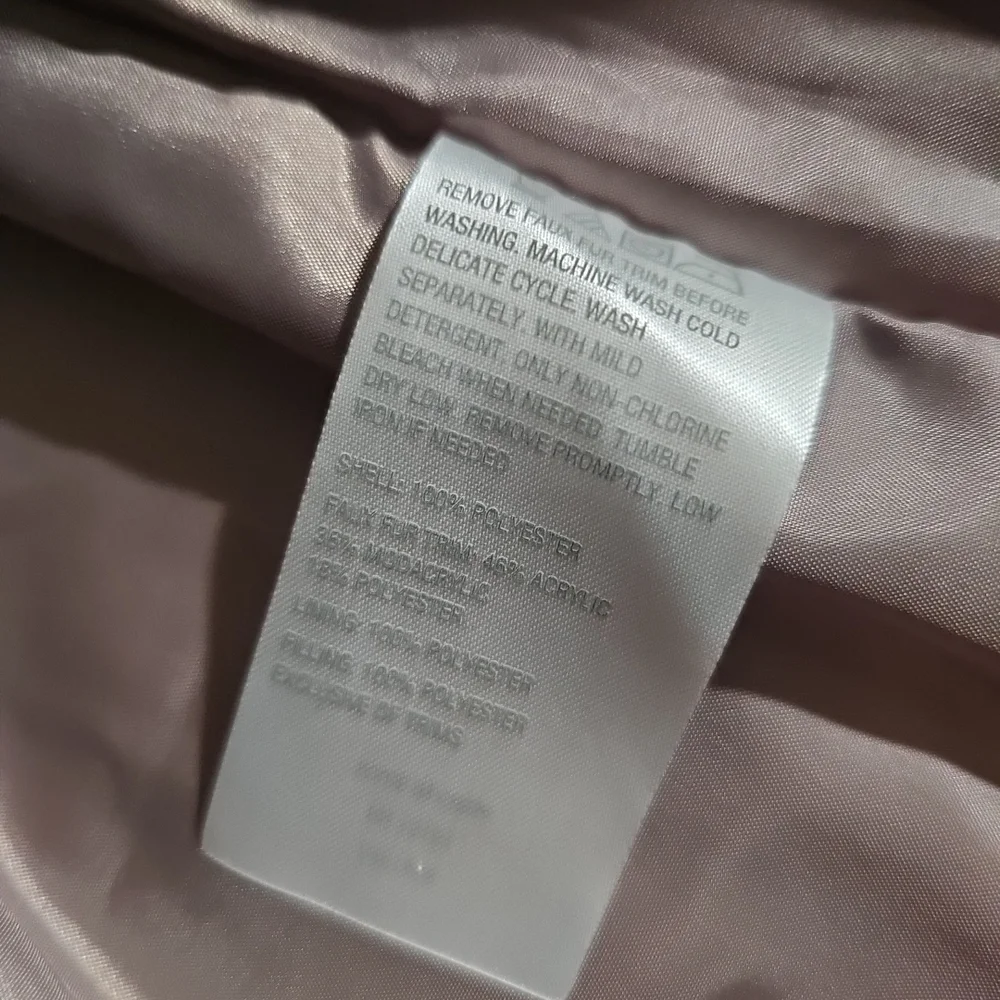 REMOVE FAUX FUR TRIM BEFORE
WASHING. MACHINE WASH COLD
DELICATE CYCLE. WASH
SEPARATELY. WITH MILD
DETERGENT. ONLY NON-CHLORINE
BLEACH WHEN NEEDED. TUMBLE
DRY LOW. REMOVE PROMPTLY. LOW
IRON IF NEEDED
SHELL: 100% POLYESTER
FAUX FUR TRIM: 46% ACRYLIC
36% MODACRYLIC
18% POLYESTER
LINING: 100% POLYESTER
FILLING: 100% POLYESTER
EXCLUSIVE OF TRIMS